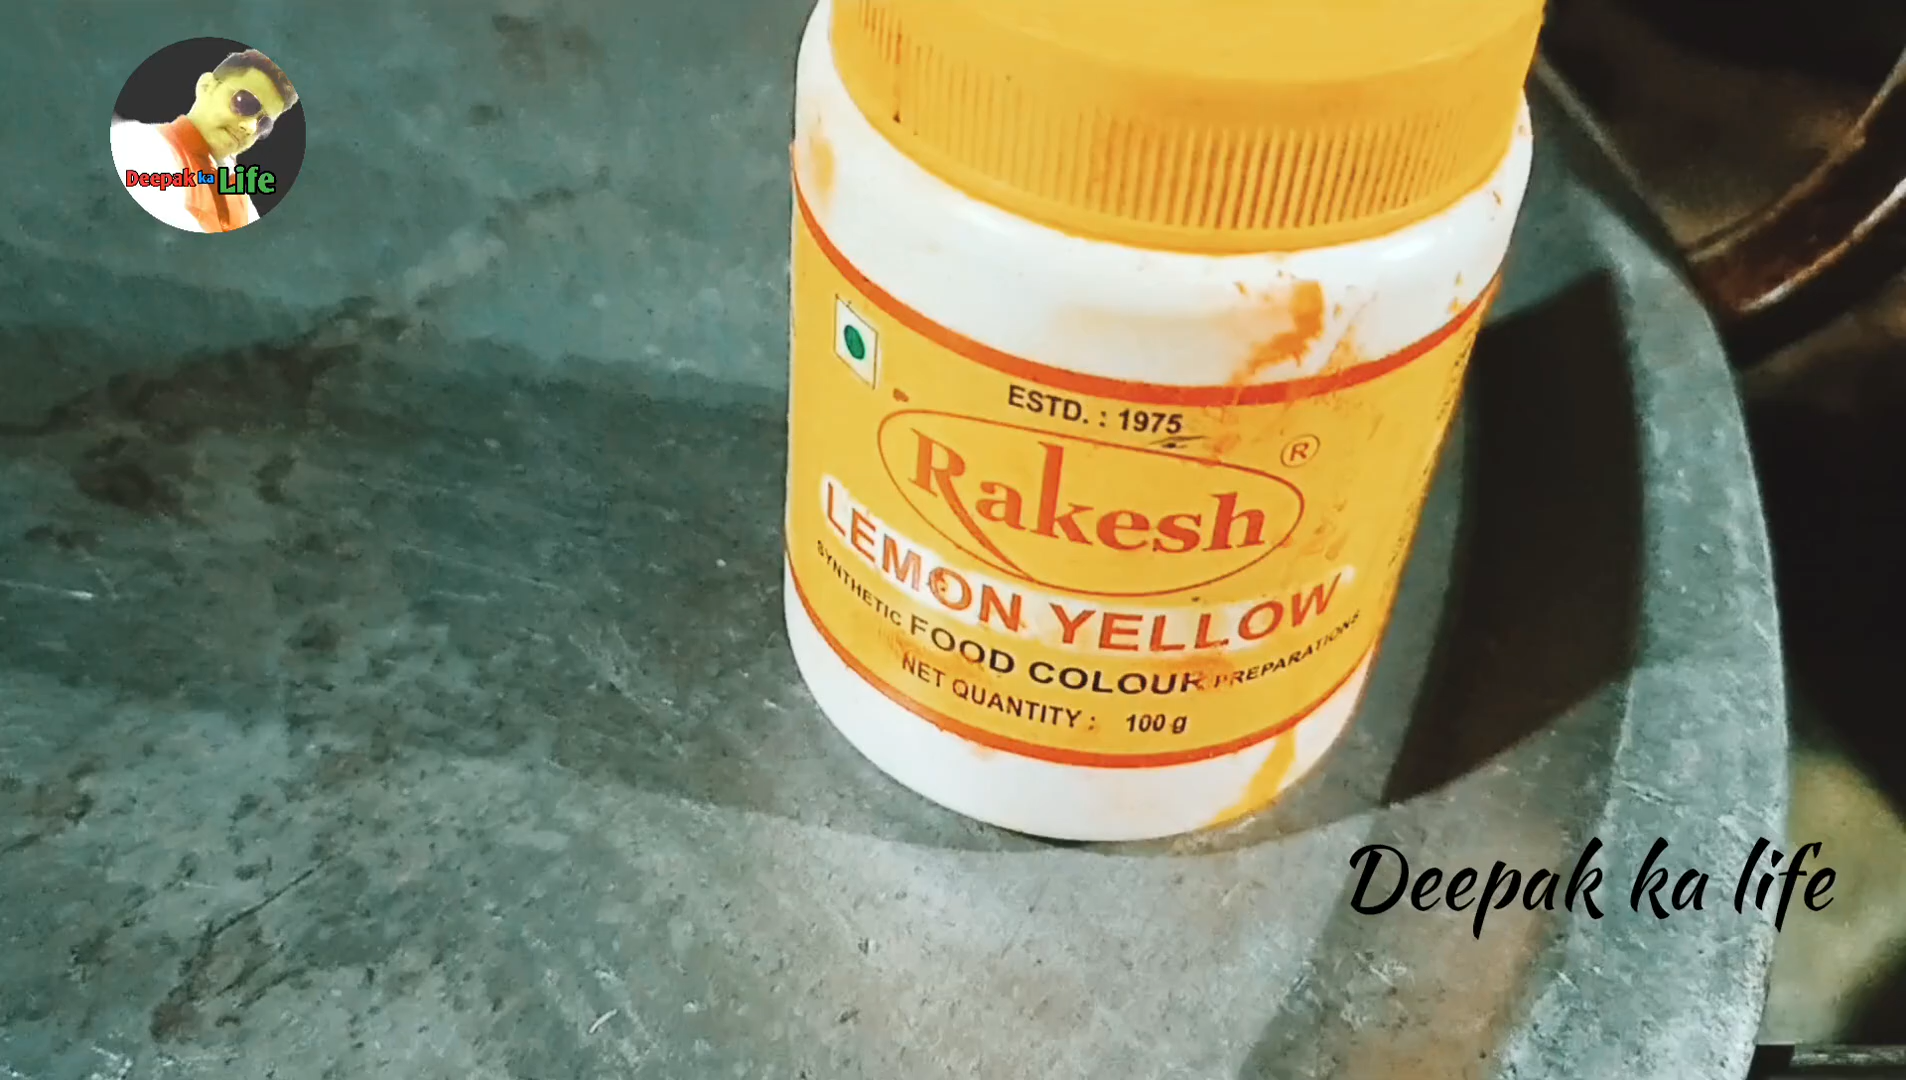 Deepak ka Life
ESTD. : 1975
Rakesh ®
LEMON YELLOW
SYNTHETIC FOOD COLOUR PREPARATIONS
NET QUANTITY : 100 g
Deepak ka life